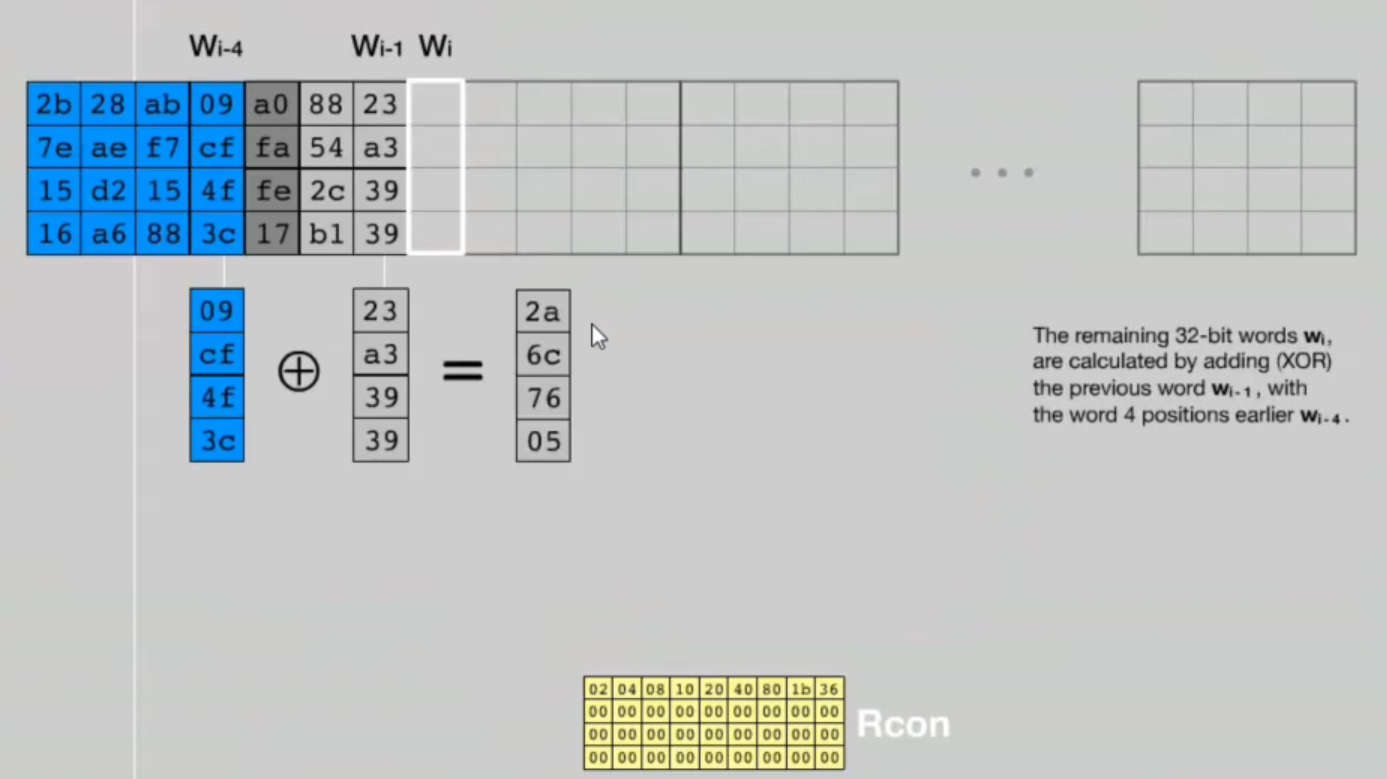 Wi-4 Wi-1 Wi
2b 28 ab 09 a0 88 23
7e ae f7 cf fa 54 a3
15 d2 15 4f fe 2c 39
16 a6 88 3c 17 b1 39
09 ⊕ 23 = 2a
cf a3 6c
4f 39 76
3c 39 05
The remaining 32-bit words wi,
are calculated by adding (XOR)
the previous word wi-1, with
the word 4 positions earlier wi-4.
02 04 08 10 20 40 80 1b 36
00 00 00 00 00 00 00 00 00
00 00 00 00 00 00 00 00 00
00 00 00 00 00 00 00 00 00
Rcon